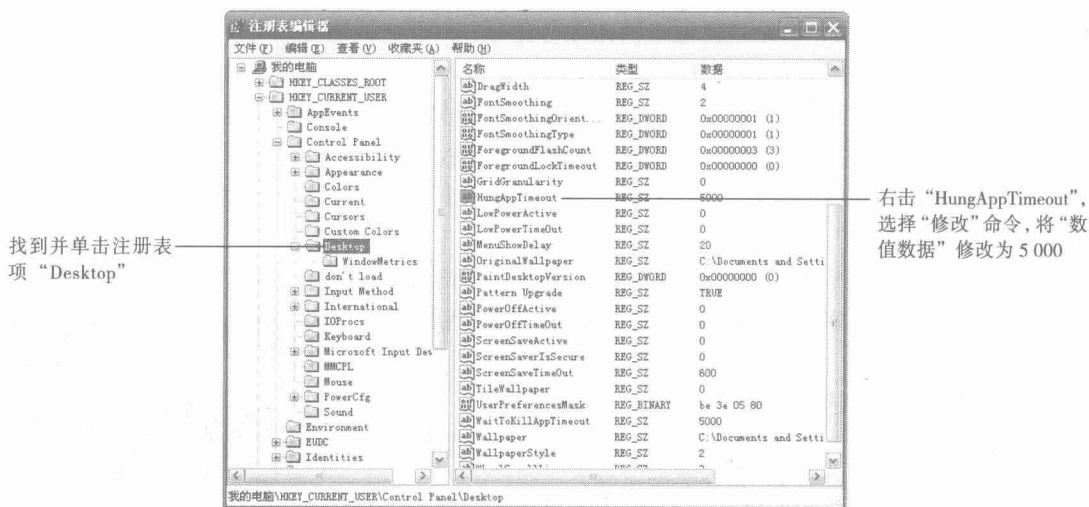 注册表编辑器
文件(F) 编辑(E) 查看(V) 收藏夹(A) 帮助(H)
我的电脑
HKEY_CLASSES_ROOT
HKEY_CURRENT_USER
AppEvents
Console
Control Panel
Accessibility
Appearance
Colors
Current
Cursors
Custom Colors
Desktop
WindowMetrics
don't load
Input Method
International
IOProcs
Keyboard
Microsoft Input Dev
MMCPL
Mouse
PowerCfg
Sound
Environment
EUDC
Identities
名称 类型 数据
DragWidth REG_SZ 4
FontSmoothing REG_SZ 2
FontSmoothingOrient... REG_DWORD 0x00000001 (1)
FontSmoothingType REG_DWORD 0x00000001 (1)
ForegroundFlashCount REG_DWORD 0x00000003 (3)
ForegroundLockTimeout REG_DWORD 0x00000000 (0)
GridGranularity REG_SZ 0
HungAppTimeout REG_SZ 5000
LowPowerActive REG_SZ 0
LowPowerTimeOut REG_SZ 0
MenuShowDelay REG_SZ 20
OriginalWallpaper REG_SZ C:\Documents and Setti
PaintDesktopVersion REG_DWORD 0x00000000 (0)
Pattern Upgrade REG_SZ TRUE
PowerOffActive REG_SZ 0
PowerOffTimeOut REG_SZ 0
ScreenSaveActive REG_SZ 0
ScreenSaverIsSecure REG_SZ 0
ScreenSaveTimeOut REG_SZ 600
TileWallpaper REG_SZ 0
UserPreferencesMask REG_BINARY be 3e 05 80
WaitToKillAppTimeout REG_SZ 5000
Wallpaper REG_SZ C:\Documents and Setti
WallpaperStyle REG_SZ 2
我的电脑\HKEY_CURRENT_USER\Control Panel\Desktop
找到并单击注册表
项“Desktop”
右击“HungAppTimeout”,
选择“修改”命令,将“数
值数据”修改为 5 000